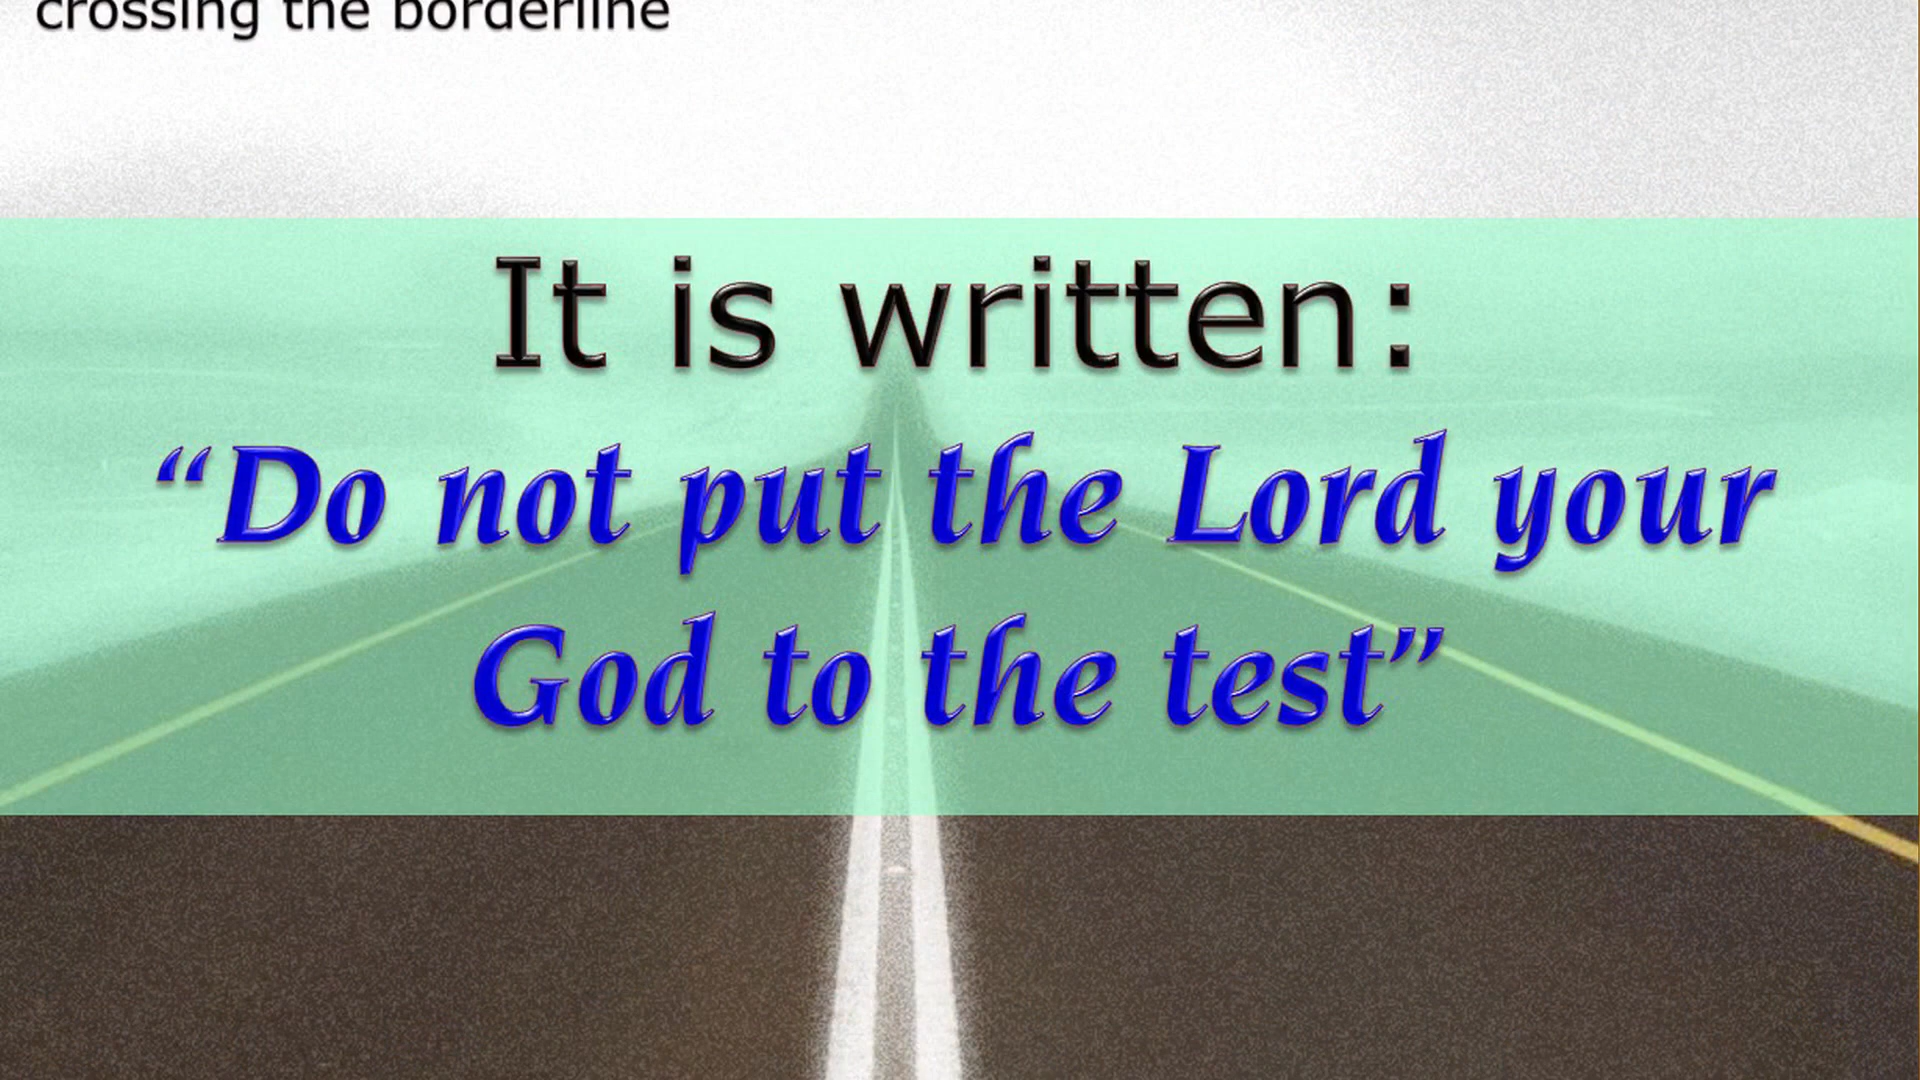 crossing the borderline
It is written:
“Do not put the Lord your
God to the test”